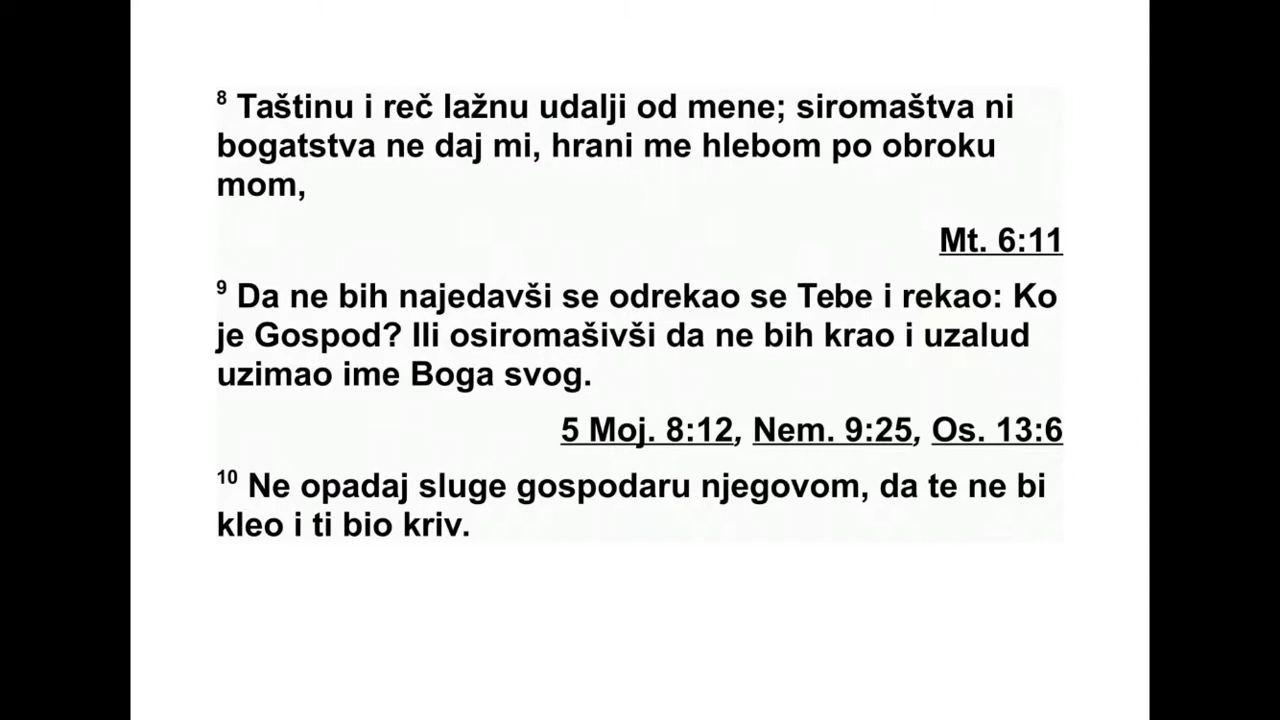 8 Taštinu i reč lažnu udalji od mene; siromaštva ni
bogatstva ne daj mi, hrani me hlebom po obroku
mom,
Mt. 6:11
9 Da ne bih najedavši se odrekao se Tebe i rekao: Ko
je Gospod? Ili osiromašivši da ne bih krao i uzalud
uzimao ime Boga svog.
5 Moj. 8:12, Nem. 9:25, Os. 13:6
10 Ne opadaj sluge gospodaru njegovom, da te ne bi
kleo i ti bio kriv.